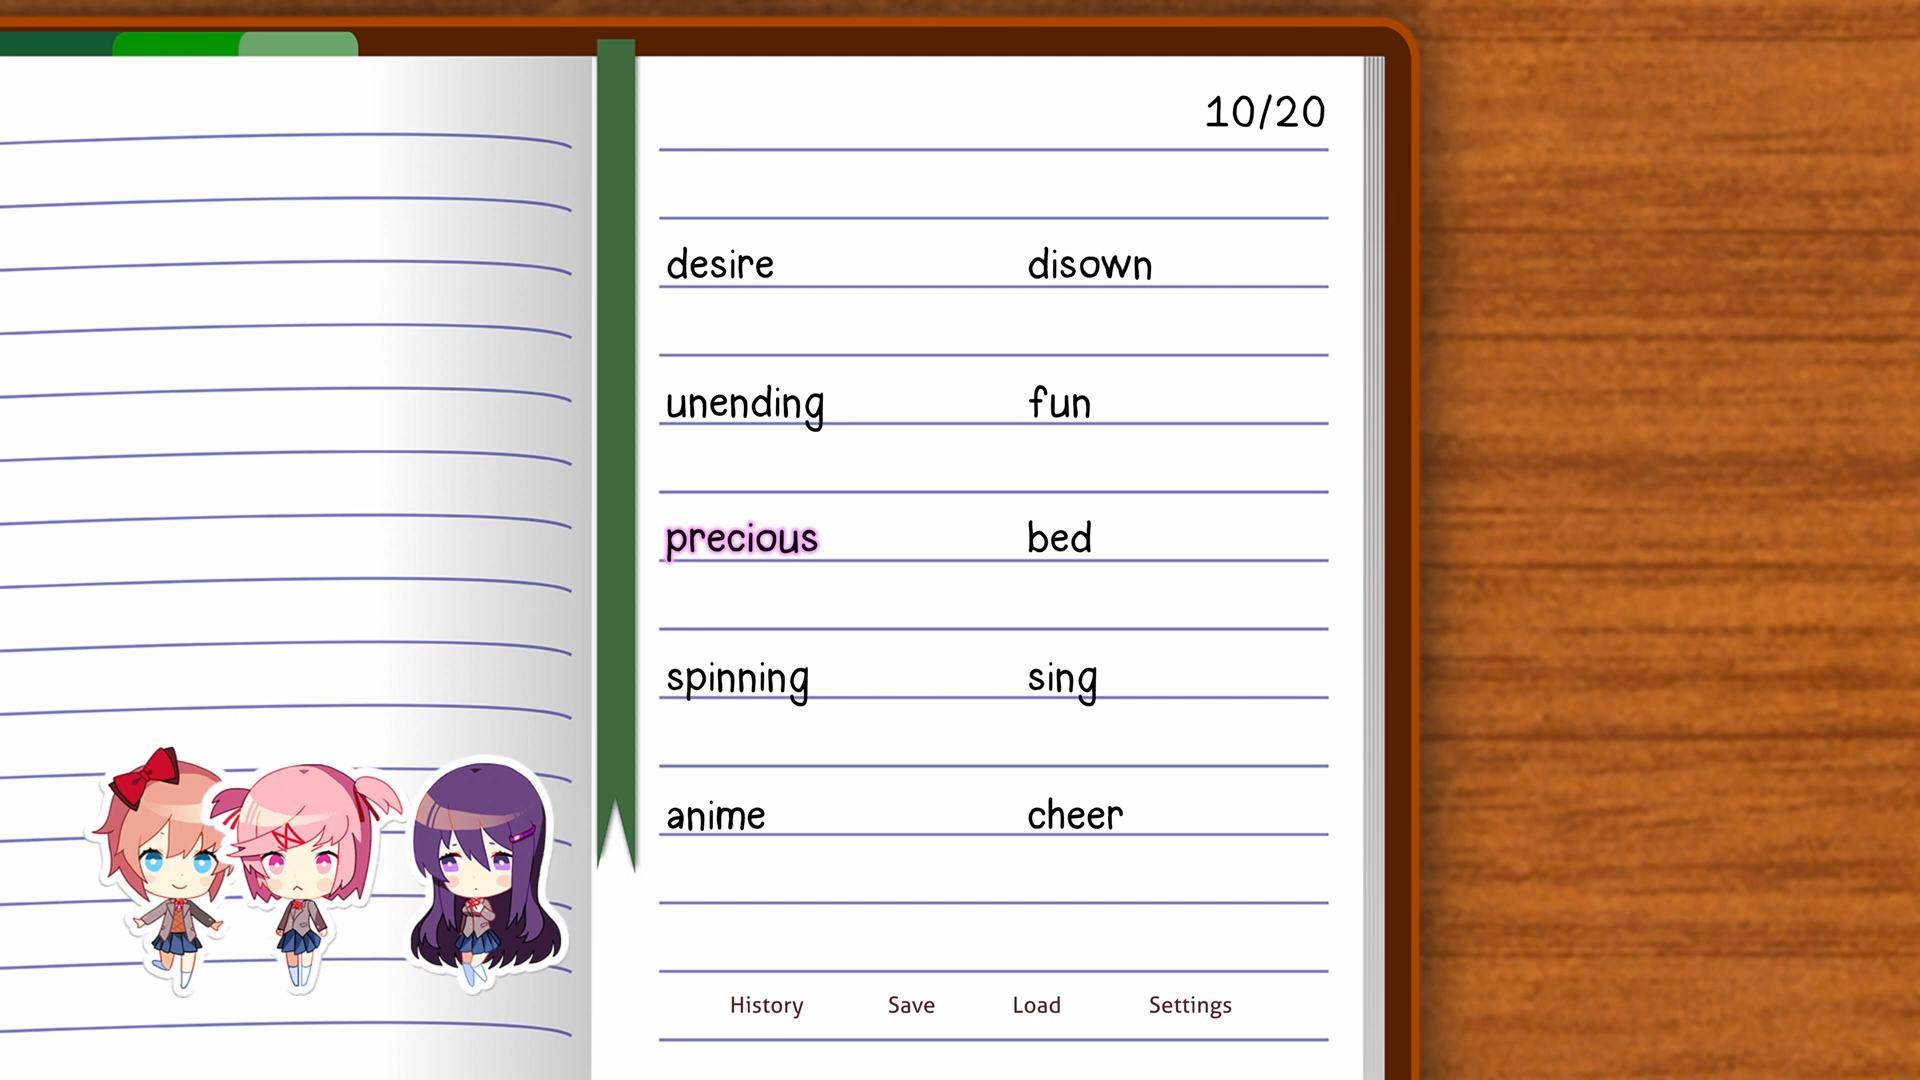 10/20
desire disown
unending fun
precious bed
spinning sing
anime cheer
History Save Load Settings